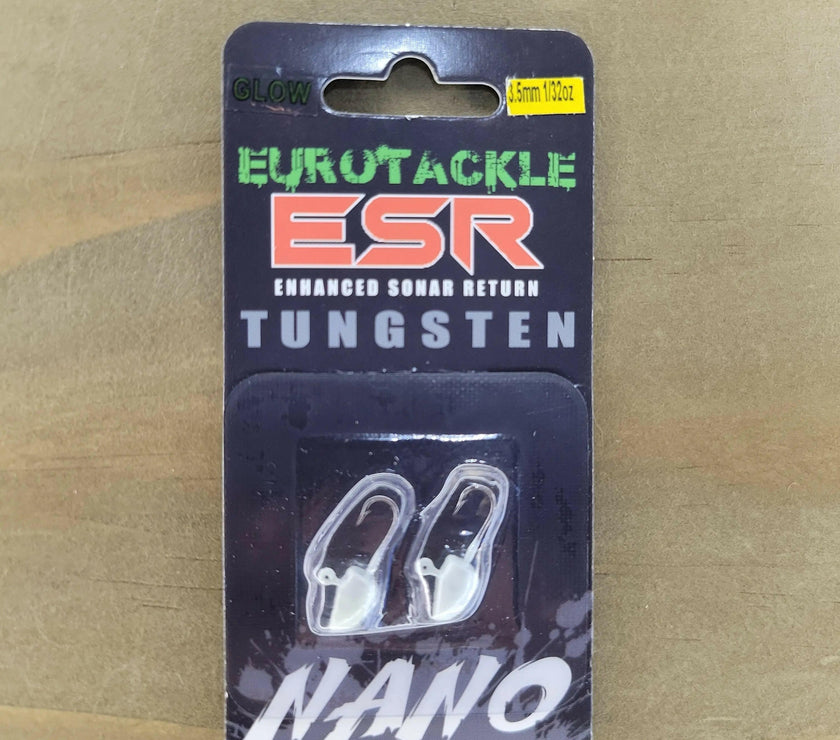 GLOW
3.5mm 1/32oz
EUROTACKLE
ESR
ENHANCED SONAR RETURN
TUNGSTEN
NANO